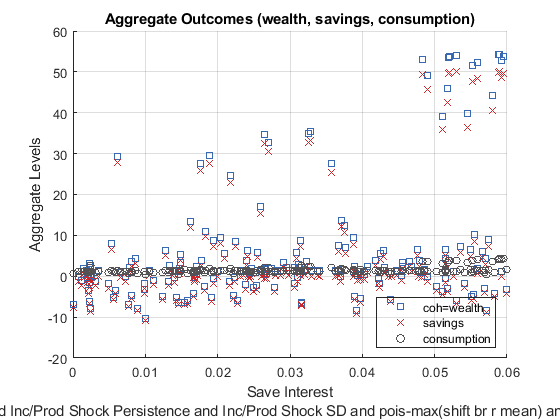 Aggregate Outcomes (wealth, savings, consumption)
60
50
40
30
20
10
0
-10
-20
Aggregate Levels
coh=wealth
savings
consumption
0
0.01
0.02
0.03
0.04
0.05
0.06
Save Interest
d Inc/Prod Shock Persistence and Inc/Prod Shock SD and pois-max(shift br r mean) an